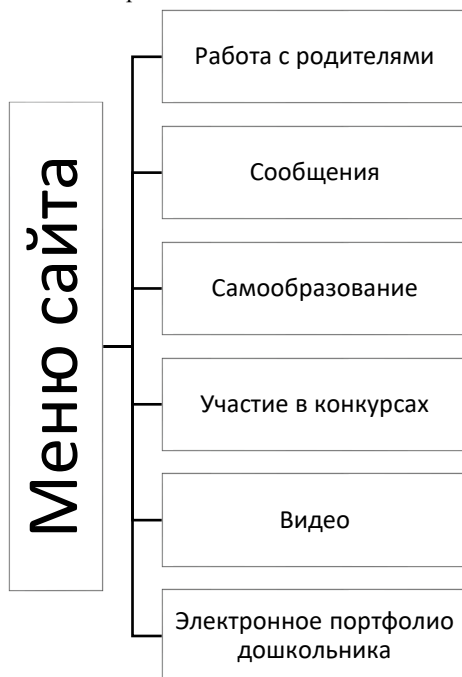 Меню сайта
Работа с родителями
Сообщения
Самообразование
Участие в конкурсах
Видео
Электронное портфолио
дошкольника